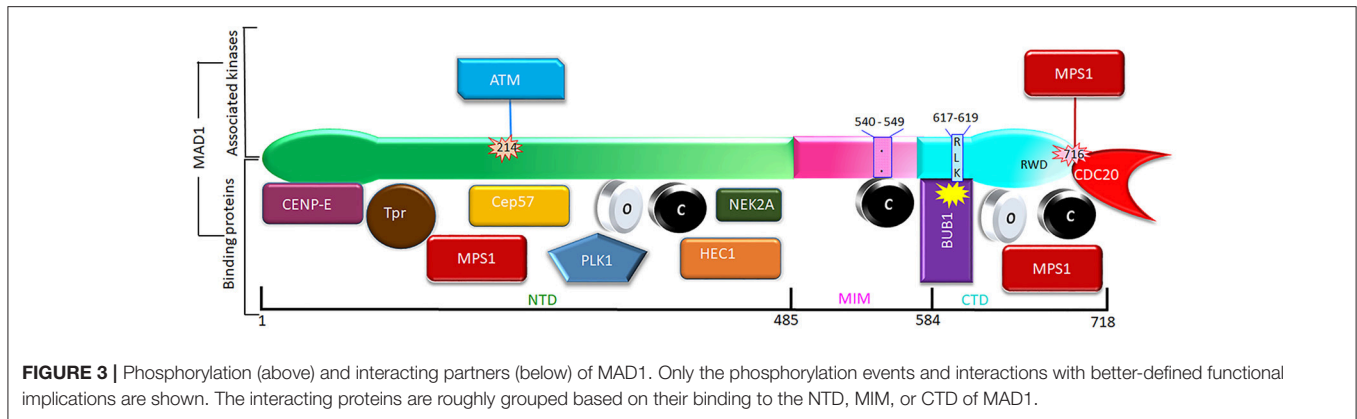 MAD1
Associated kinases
Binding proteins
ATM
MPS1
214
540 - 549
617-619
. .
R
L
K
RWD
716
CDC20
CENP-E
Tpr
Cep57
O
C
NEK2A
C
BUB1
O
C
MPS1
PLK1
HEC1
MPS1
NTD
MIM
CTD
1
485
584
718
FIGURE 3 | Phosphorylation (above) and interacting partners (below) of MAD1. Only the phosphorylation events and interactions with better-defined functional
implications are shown. The interacting proteins are roughly grouped based on their binding to the NTD, MIM, or CTD of MAD1.